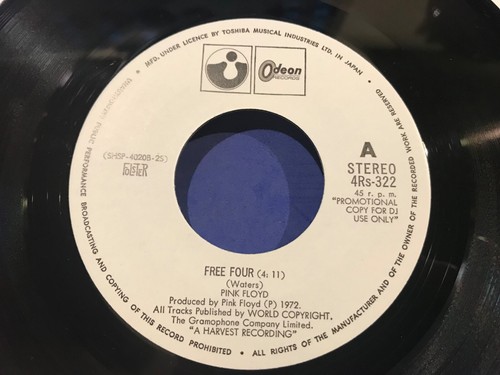 MFD. UNDER LICENCE BY TOSHIBA MUSICAL INDUSTRIES LTD. IN JAPAN •
ALL RIGHTS OF THE MANUFACTURER AND OF THE OWNER OF THE RECORDED WORK ARE RESERVED
PUBLIC PERFORMANCE BROADCASTING AND COPYING OF THIS RECORD PROHIBITED •
Odeon
RECORDS
(SHSP-40208-2S)
A
STEREO
4Rs-322
45 r. p. m.
"PROMOTIONAL
COPY FOR DJ
USE ONLY"
FREE FOUR (4; 11)
(Waters)
PINK FLOYD
Produced by Pink Floyd (P) 1972.
All Tracks Published by WORLD COPYRIGHT.
The Gramophone Company Limited.
"A HARVEST RECORDING"